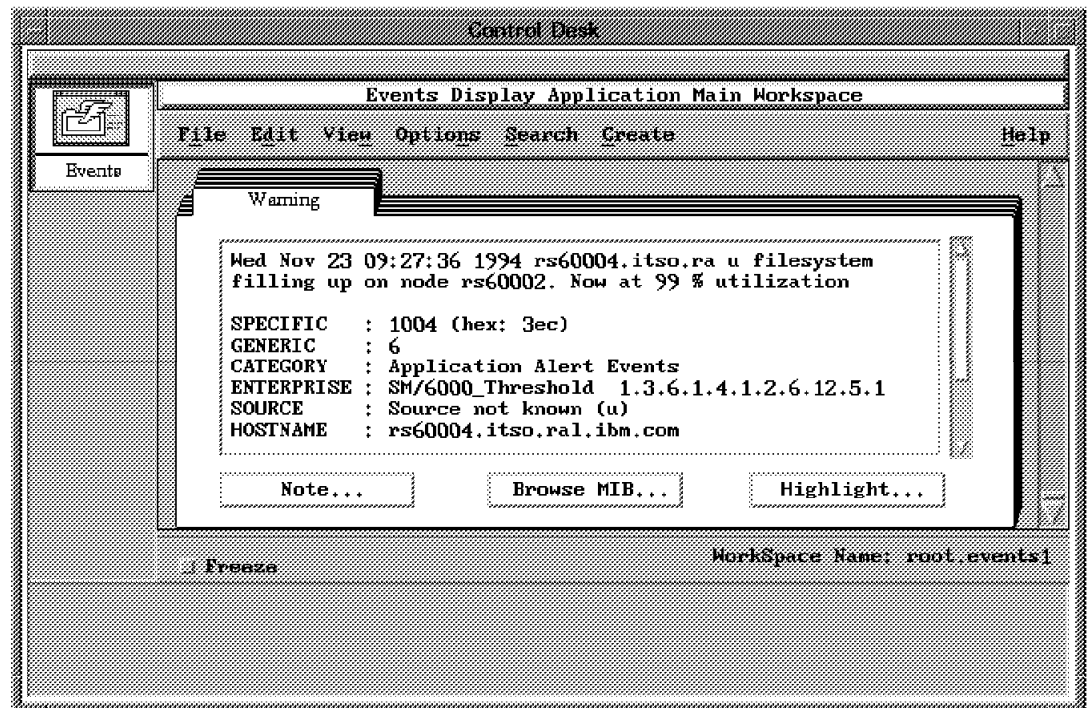 Control Desk
Events Display Application Main Workspace
File Edit View Options Search Create Help
Events
Warning
Wed Nov 23 09:27:36 1994 rs60004.itso.ra u filesystem
filling up on node rs60002. Now at 99 % utilization
SPECIFIC : 1004 (hex: 3ec)
GENERIC : 6
CATEGORY : Application Alert Events
ENTERPRISE : SM/6000_Threshold 1.3.6.1.4.1.2.6.12.5.1
SOURCE : Source not known (u)
HOSTNAME : rs60004.itso.ral.ibm.com
Note... Browse MIB... Highlight...
Freeze WorkSpace Name: root.events1